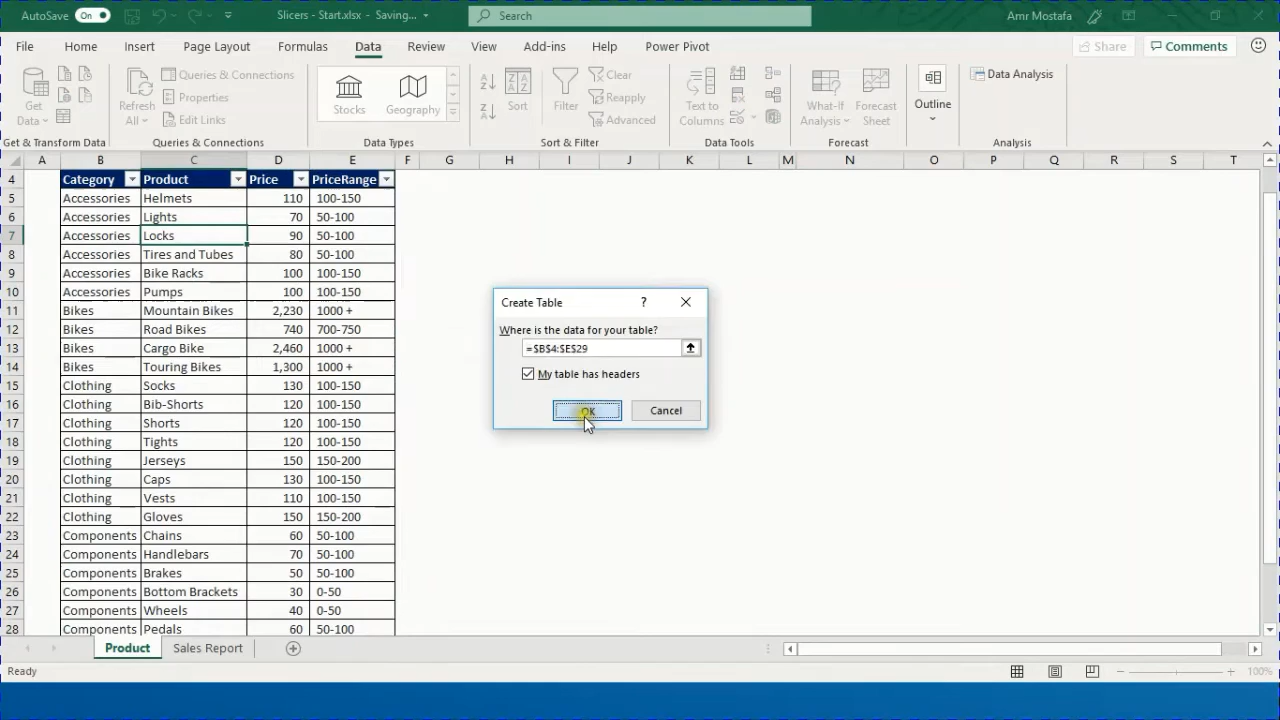 AutoSave On Slicers - Start.xlsx - Saving... Search Amr Mostafa
File Home Insert Page Layout Formulas Data Review View Add-ins Help Power Pivot Share Comments
Get Data Queries & Connections Properties Edit Links Refresh All
Stocks Geography
Sort Filter Clear Reapply Advanced
Text to Columns
What-If Analysis Forecast Sheet
Outline
Data Analysis
Get & Transform Data Queries & Connections Data Types Sort & Filter Data Tools Forecast Analysis
A B C D E F G H I J K L M N O P Q R S T
4 Category Product Price PriceRange
5 Accessories Helmets 110 100-150
6 Accessories Lights 70 50-100
7 Accessories Locks 90 50-100
8 Accessories Tires and Tubes 80 50-100
9 Accessories Bike Racks 100 100-150
10 Accessories Pumps 100 100-150
11 Bikes Mountain Bikes 2,230 1000 +
12 Bikes Road Bikes 740 700-750
13 Bikes Cargo Bike 2,460 1000 +
14 Bikes Touring Bikes 1,300 1000 +
15 Clothing Socks 130 100-150
16 Clothing Bib-Shorts 120 100-150
17 Clothing Shorts 120 100-150
18 Clothing Tights 120 100-150
19 Clothing Jerseys 150 150-200
20 Clothing Caps 130 100-150
21 Clothing Vests 110 100-150
22 Clothing Gloves 150 150-200
23 Components Chains 60 50-100
24 Components Handlebars 70 50-100
25 Components Brakes 50 50-100
26 Components Bottom Brackets 30 0-50
27 Components Wheels 40 0-50
28 Components Pedals 60 50-100
Create Table ?
Where is the data for your table?
=$B$4:$E$29
My table has headers
OK Cancel
Product Sales Report
Ready 100%